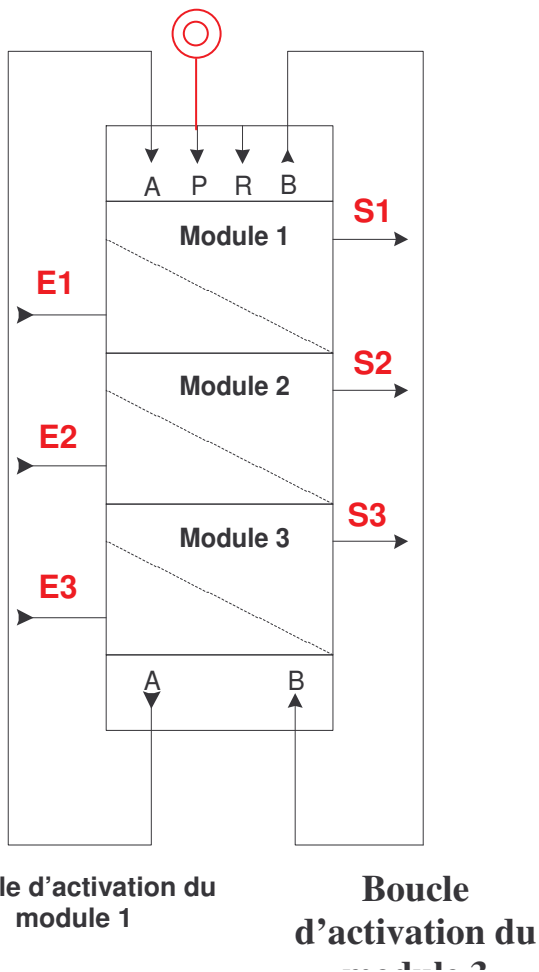 A P R B
Module 1
S1
E1
Module 2
S2
E2
Module 3
S3
E3
A B
d'activation du
module 1
Boucle
d'activation du